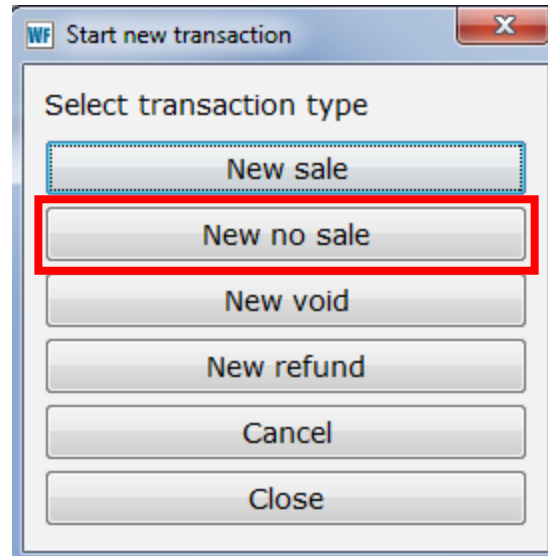 WF Start new transaction
Select transaction type
New sale
New no sale
New void
New refund
Cancel
Close